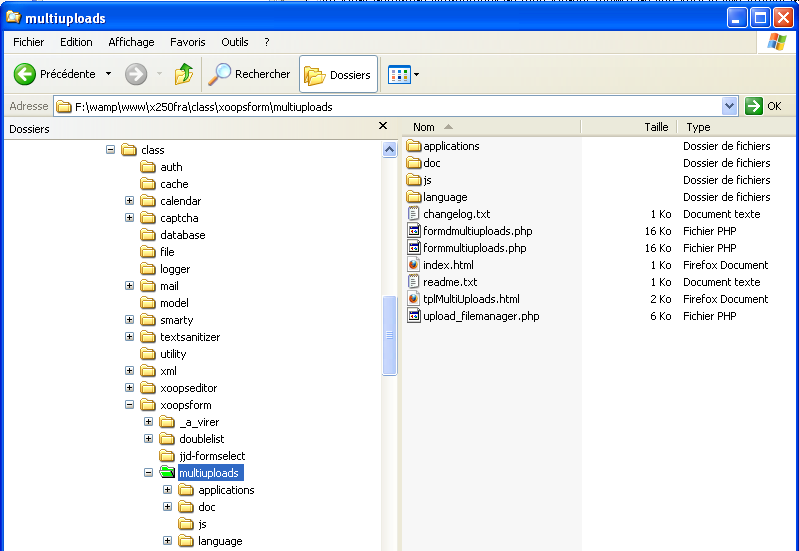 multiuploads
Fichier Edition Affichage Favoris Outils ?
Précédente Rechercher Dossiers
Adresse F:\wamp\www\x250fra\class\xoopsform\multiuploads OK
Dossiers
class
auth
cache
calendar
captcha
database
file
logger
mail
model
smarty
textsanitizer
utility
xml
xoopseditor
xoopsform
_a_virer
doublelist
jjd-formselect
multiuploads
applications
doc
js
language
Nom Taille Type
applications Dossier de fichiers
doc Dossier de fichiers
js Dossier de fichiers
language Dossier de fichiers
changelog.txt 1 Ko Document texte
formdmultiuploads.php 16 Ko Fichier PHP
formmultiuploads.php 16 Ko Fichier PHP
index.html 1 Ko Firefox Document
readme.txt 1 Ko Document texte
tplMultiUploads.html 2 Ko Firefox Document
upload_filemanager.php 6 Ko Fichier PHP